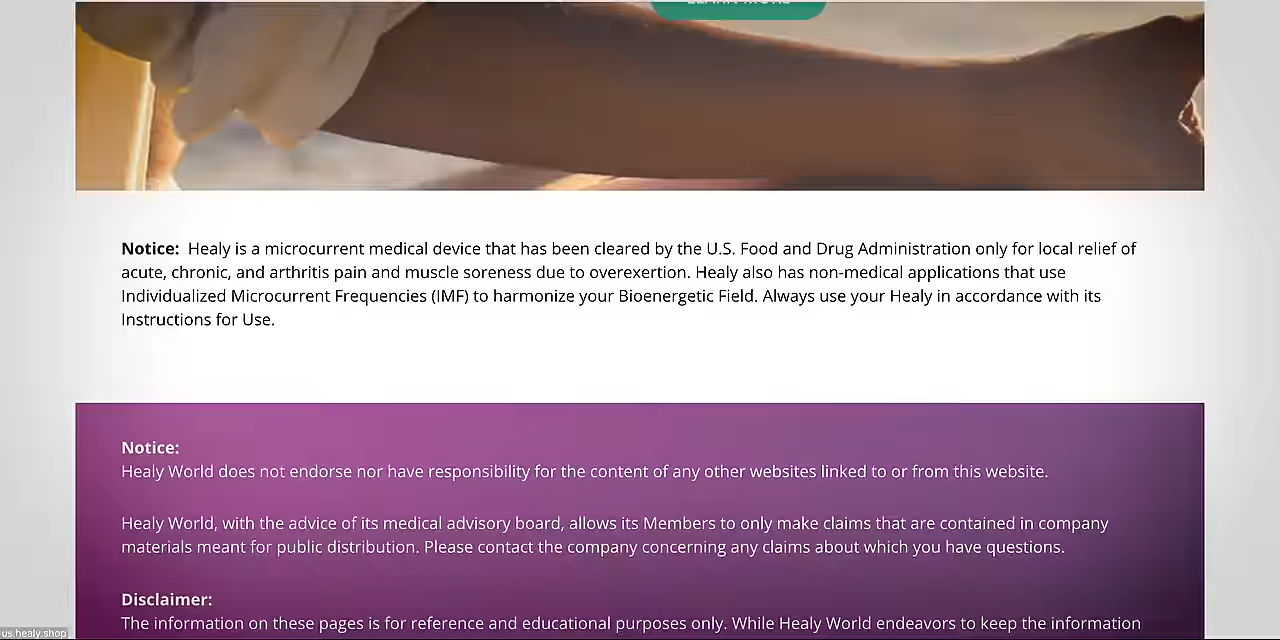 Notice: Healy is a microcurrent medical device that has been cleared by the U.S. Food and Drug Administration only for local relief of
acute, chronic, and arthritis pain and muscle soreness due to overexertion. Healy also has non-medical applications that use
Individualized Microcurrent Frequencies (IMF) to harmonize your Bioenergetic Field. Always use your Healy in accordance with its
Instructions for Use.
Notice:
Healy World does not endorse nor have responsibility for the content of any other websites linked to or from this website.
Healy World, with the advice of its medical advisory board, allows its Members to only make claims that are contained in company
materials meant for public distribution. Please contact the company concerning any claims about which you have questions.
Disclaimer:
The information on these pages is for reference and educational purposes only. While Healy World endeavors to keep the information
us.healy.shop